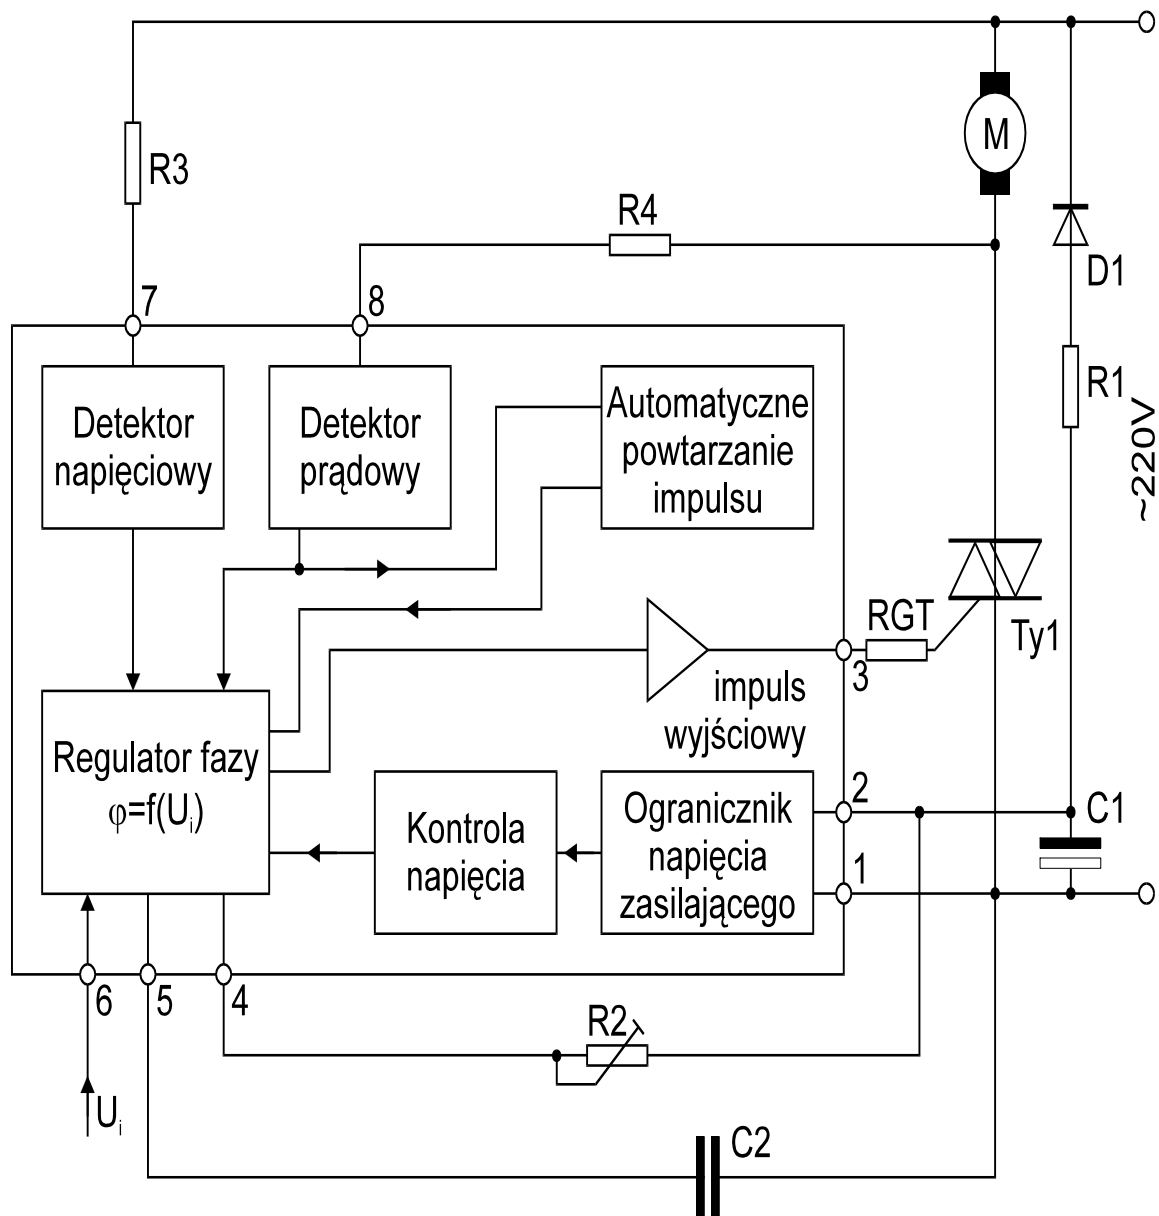 M
R3
R4
D1
7
8
R1
Detektor
napięciowy
Detektor
prądowy
Automatyczne
powtarzanie
impulsu
~220V
RGT
Ty1
3
impuls
wyjściowy
Regulator fazy
φ=f(Ui)
Kontrola
napięcia
Ogranicznik
napięcia
zasilającego
2
C1
1
6
5
4
R2
Ui
C2